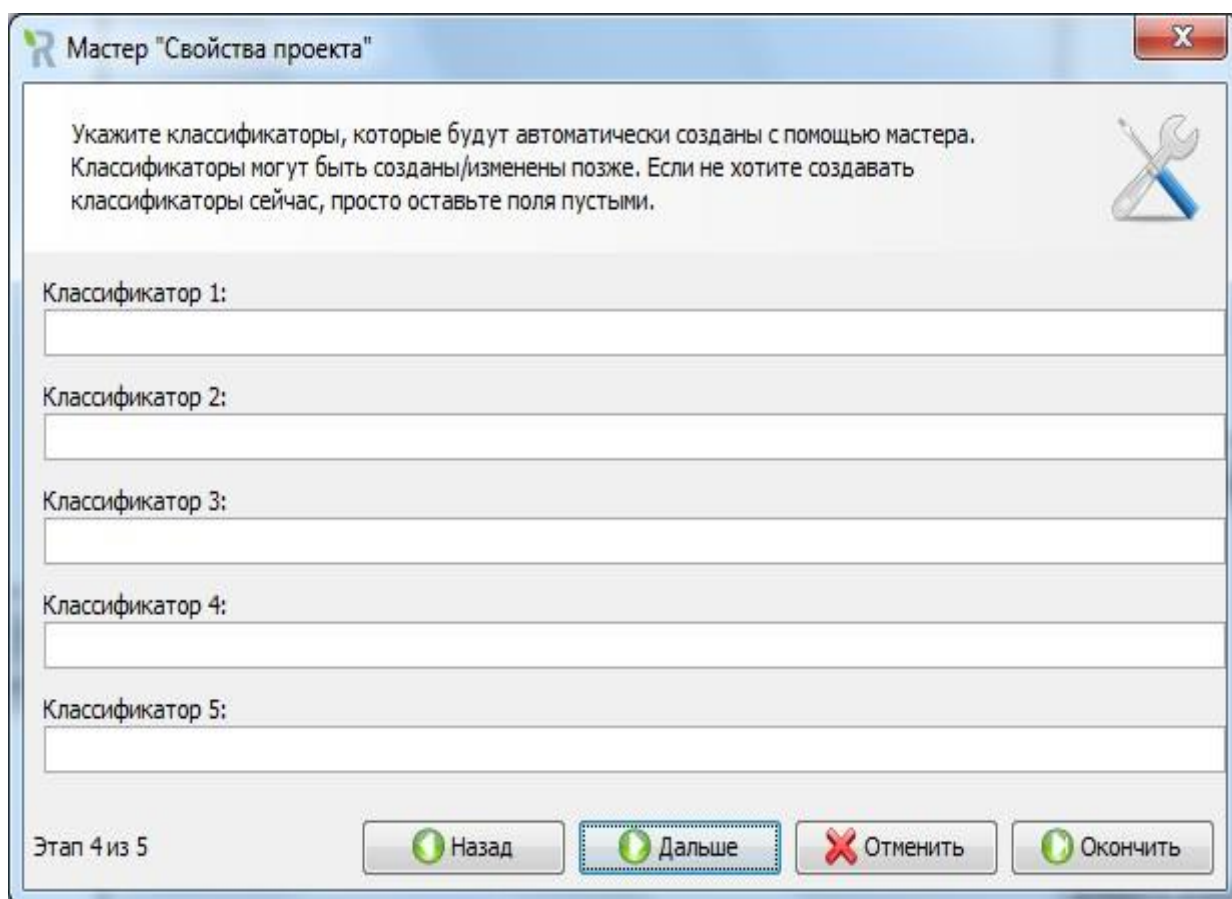 Мастер "Свойства проекта"
Укажите классификаторы, которые будут автоматически созданы с помощью мастера.
Классификаторы могут быть созданы/изменены позже. Если не хотите создавать
классификаторы сейчас, просто оставьте поля пустыми.
Классификатор 1:
Классификатор 2:
Классификатор 3:
Классификатор 4:
Классификатор 5:
Этап 4 из 5 Назад Дальше Отменить Окончить